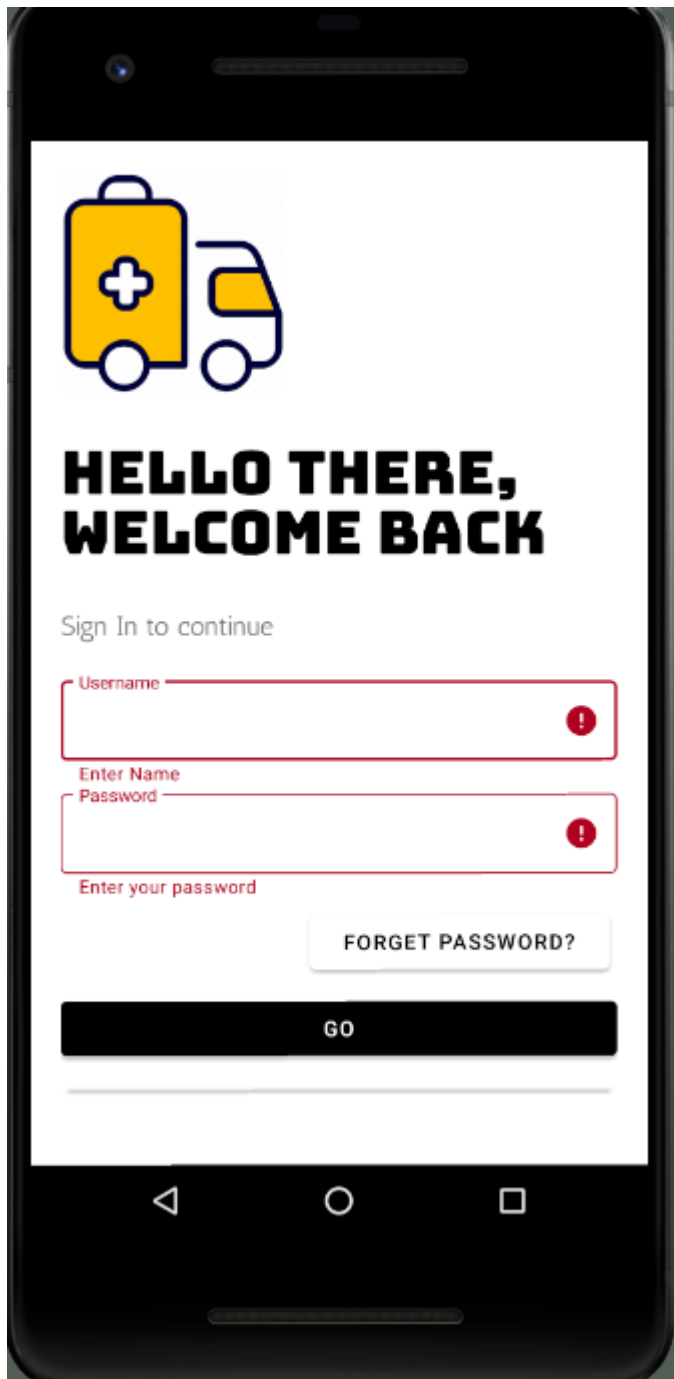 HELLO THERE,
WELCOME BACK
Sign In to continue
Username
Enter Name
Password
Enter your password
FORGET PASSWORD?
GO